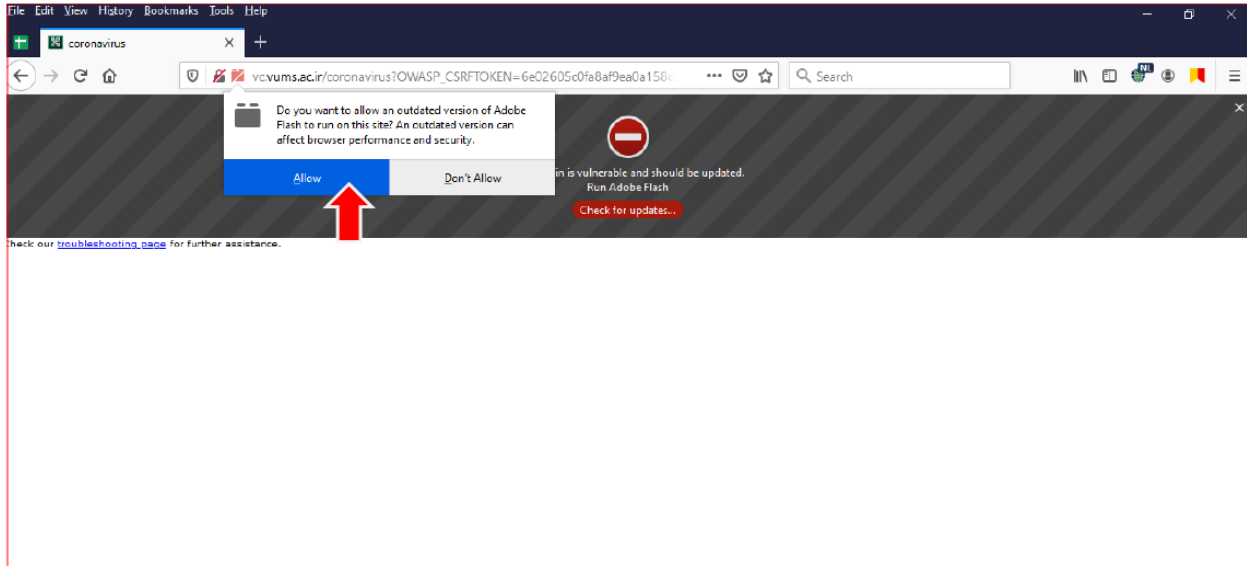 File Edit View History Bookmarks Tools Help
coronavirus
vc.vums.ac.ir/coronavirus?OWASP_CSRFTOKEN=6e02605c0fa8af9ea0a158
Search
NL
Do you want to allow an outdated version of Adobe
Flash to run on this site? An outdated version can
affect browser performance and security.
Allow
Don't Allow
in is vulnerable and should be updated.
Run Adobe Flash
Check for updates...
Check our troubleshooting page for further assistance.